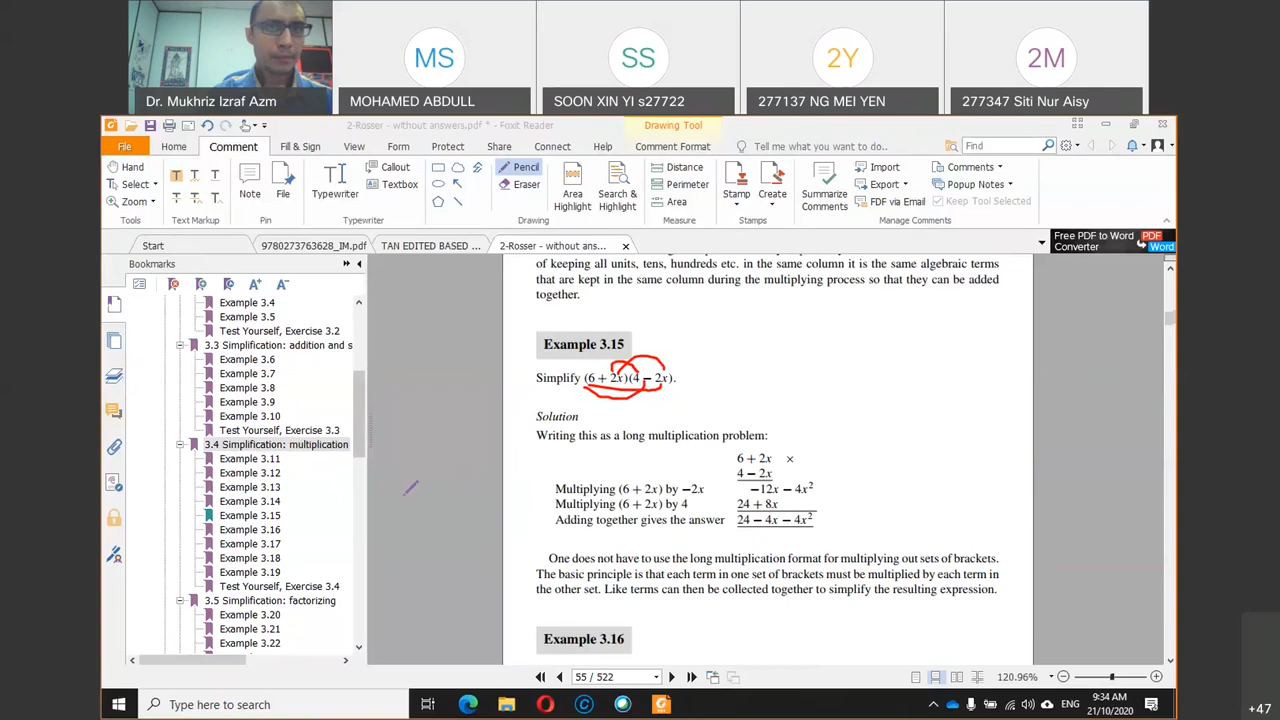 MS
SS
2Y
2M
Dr. Mukhriz Izraf Azm
MOHAMED ABDULL
SOON XIN YI s27722
277137 NG MEI YEN
277347 Siti Nur Aisy
2-Rosser - without answers.pdf * - Foxit Reader
Drawing Tool
File
Home
Comment
Fill & Sign
View
Form
Protect
Share
Connect
Help
Comment Format
Tell me what you want to do..
Find
Hand
Select
Zoom
Tools
T T T
T T T
Text Markup
Note
File
Pin
Typewriter
Callout
Textbox
Typewriter
Pencil
Eraser
Drawing
Area Highlight
Search & Highlight
Distance
Perimeter
Area
Measure
Stamp
Create
Stamps
Summarize Comments
Import
Export
FDF via Email
Comments
Popup Notes
Keep Tool Selected
Manage Comments
Start
9780273763628_IM.pdf
TAN EDITED BASED ...
2-Rosser - without ans...
Free PDF to Word Converter
PDF
Word
Bookmarks
Example 3.4
Example 3.5
Test Yourself, Exercise 3.2
3.3 Simplification: addition and s
Example 3.6
Example 3.7
Example 3.8
Example 3.9
Example 3.10
Test Yourself, Exercise 3.3
3.4 Simplification: multiplication
Example 3.11
Example 3.12
Example 3.13
Example 3.14
Example 3.15
Example 3.16
Example 3.17
Example 3.18
Example 3.19
Test Yourself, Exercise 3.4
3.5 Simplification: factorizing
Example 3.20
Example 3.21
Example 3.22
of keeping all units, tens, hundreds etc. in the same column it is the same algebraic terms
that are kept in the same column during the multiplying process so that they can be added
together.
Example 3.15
Simplify (6 + 2x)(4 − 2x).
Solution
Writing this as a long multiplication problem:
6 + 2x ×
4 − 2x
Multiplying (6 + 2x) by −2x −12x − 4x²
Multiplying (6 + 2x) by 4 24 + 8x
Adding together gives the answer 24 − 4x − 4x²
One does not have to use the long multiplication format for multiplying out sets of brackets.
The basic principle is that each term in one set of brackets must be multiplied by each term in
the other set. Like terms can then be collected together to simplify the resulting expression.
Example 3.16
55 / 522
120.96%
Type here to search
ENG
9:34 AM
21/10/2020
+47